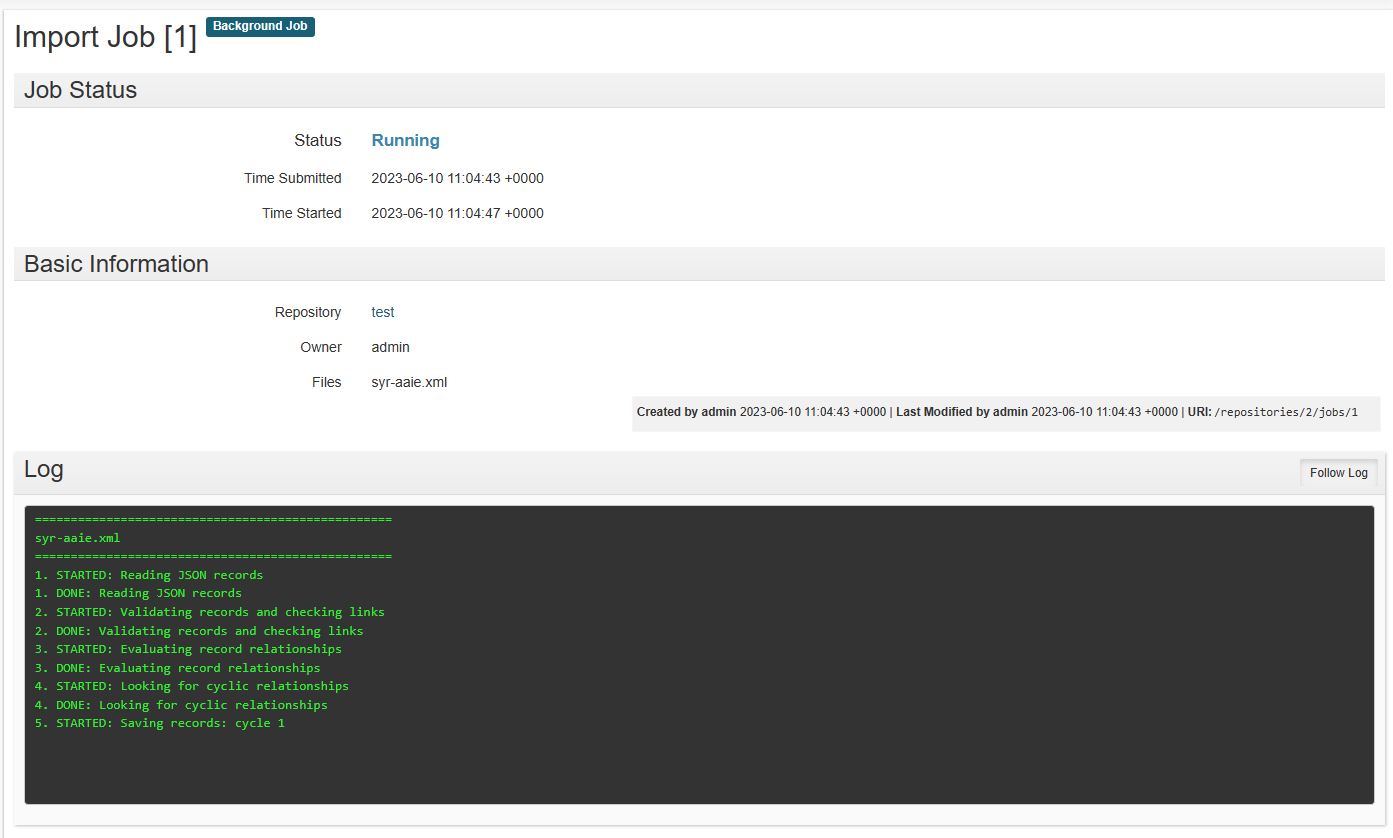 Import Job [1] Background Job
Job Status
Status Running
Time Submitted 2023-06-10 11:04:43 +0000
Time Started 2023-06-10 11:04:47 +0000
Basic Information
Repository test
Owner admin
Files syr-aaie.xml
Created by admin 2023-06-10 11:04:43 +0000 | Last Modified by admin 2023-06-10 11:04:43 +0000 | URI: /repositories/2/jobs/1
Log Follow Log
==================================================
syr-aaie.xml
==================================================
1. STARTED: Reading JSON records
1. DONE: Reading JSON records
2. STARTED: Validating records and checking links
2. DONE: Validating records and checking links
3. STARTED: Evaluating record relationships
3. DONE: Evaluating record relationships
4. STARTED: Looking for cyclic relationships
4. DONE: Looking for cyclic relationships
5. STARTED: Saving records: cycle 1